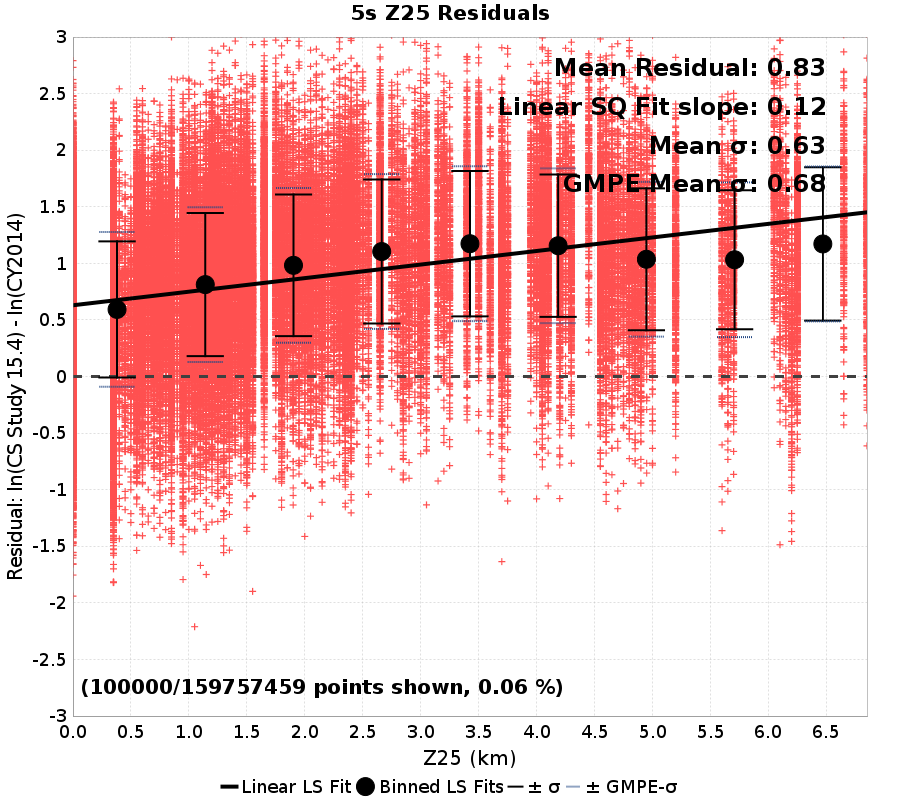 5s Z25 Residuals
Mean Residual: 0.83
Linear SQ Fit slope: 0.12
Mean σ: 0.63
GMPE Mean σ: 0.68
Residual: ln(CS Study 15.4) - ln(CY2014)
3
2.5
2
1.5
1
0.5
0
-0.5
-1
-1.5
-2
-2.5
-3
(100000/159757459 points shown, 0.06 %)
0.0 0.5 1.0 1.5 2.0 2.5 3.0 3.5 4.0 4.5 5.0 5.5 6.0 6.5
Z25 (km)
Linear LS Fit Binned LS Fits ± σ ± GMPE-σ